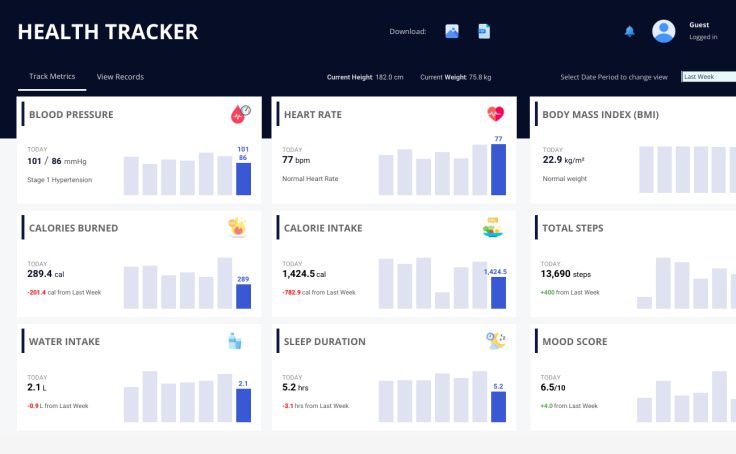 HEALTH TRACKER
Download:
Guest
Logged in
Track Metrics
View Records
Current Height: 182.0 cm
Current Weight: 75.8 kg
Select Date Period to change view
Last Week
BLOOD PRESSURE
TODAY
101 / 86 mmHg
Stage 1 Hypertension
101
86
HEART RATE
TODAY
77 bpm
Normal Heart Rate
77
BODY MASS INDEX (BMI)
TODAY
22.9 kg/m²
Normal weight
CALORIES BURNED
TODAY
289.4 cal
-201.4 cal from Last Week
289
CALORIE INTAKE
TODAY
1,424.5 cal
-782.9 cal from Last Week
1,424.5
TOTAL STEPS
TODAY
13,690 steps
+400 from Last Week
WATER INTAKE
TODAY
2.1 L
-0.9 L from Last Week
2.1
SLEEP DURATION
TODAY
5.2 hrs
-3.1 hrs from Last Week
5.2
MOOD SCORE
TODAY
6.5/10
+4.0 from Last Week